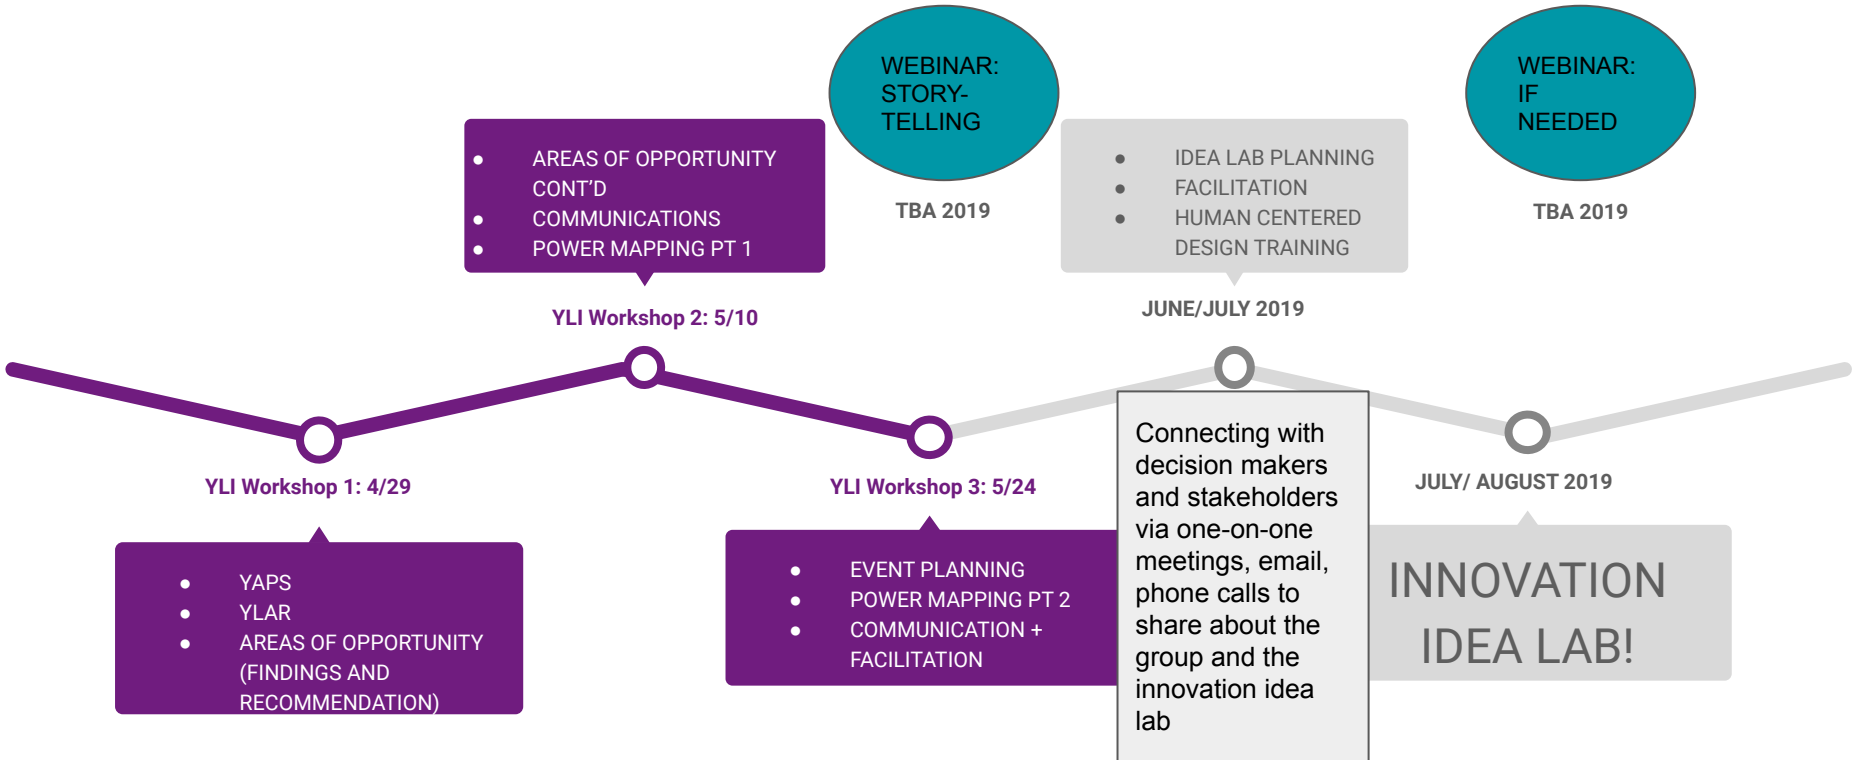 WEBINAR:
STORY-
TELLING
WEBINAR:
IF
NEEDED
● AREAS OF OPPORTUNITY
CONT’D
● COMMUNICATIONS
● POWER MAPPING PT 1
TBA 2019
● IDEA LAB PLANNING
● FACILITATION
● HUMAN CENTERED
DESIGN TRAINING
TBA 2019
YLI Workshop 2: 5/10
JUNE/JULY 2019
YLI Workshop 1: 4/29
YLI Workshop 3: 5/24
JULY/ AUGUST 2019
● YAPS
● YLAR
● AREAS OF OPPORTUNITY
(FINDINGS AND
RECOMMENDATION)
● EVENT PLANNING
● POWER MAPPING PT 2
● COMMUNICATION +
FACILITATION
Connecting with
decision makers
and stakeholders
via one-on-one
meetings, email,
phone calls to
share about the
group and the
innovation idea
lab
INNOVATION
IDEA LAB!